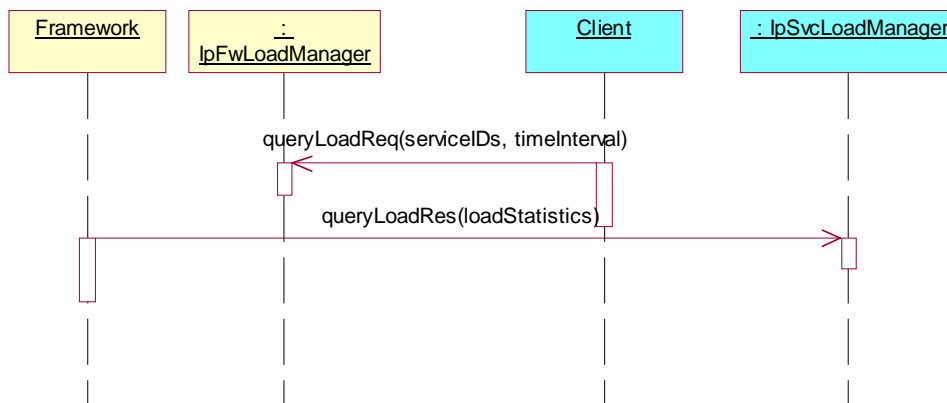 Framework
:
IpFwLoadManager
Client
: IpSvcLoadManager
queryLoadReq(serviceIDs, timeInterval)
queryLoadRes(loadStatistics)